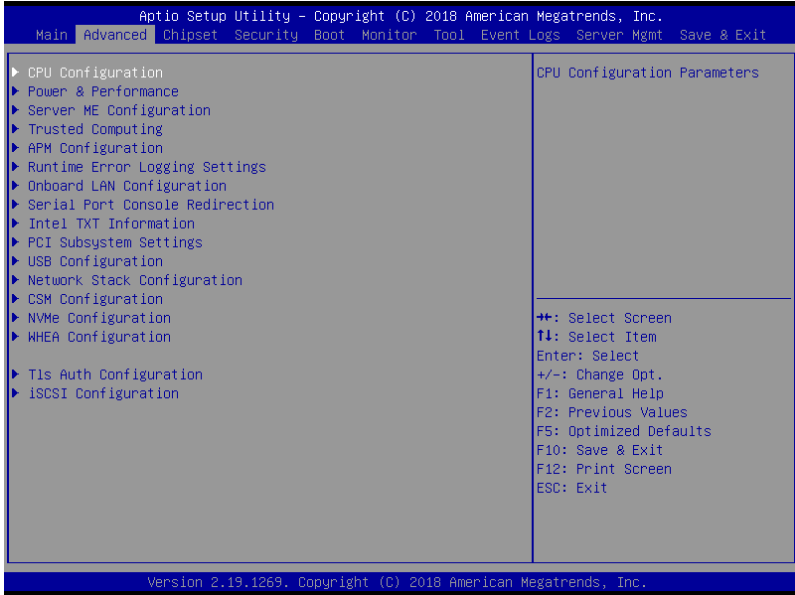 Aptio Setup Utility – Copyright (C) 2018 American Megatrends, Inc.
Main Advanced Chipset Security Boot Monitor Tool Event Logs Server Mgmt Save & Exit
CPU Configuration
Power & Performance
Server ME Configuration
Trusted Computing
APM Configuration
Runtime Error Logging Settings
Onboard LAN Configuration
Serial Port Console Redirection
Intel TXT Information
PCI Subsystem Settings
USB Configuration
Network Stack Configuration
CSM Configuration
NVMe Configuration
WHEA Configuration
Tls Auth Configuration
iSCSI Configuration
CPU Configuration Parameters
→←: Select Screen
↑↓: Select Item
Enter: Select
+/-: Change Opt.
F1: General Help
F2: Previous Values
F5: Optimized Defaults
F10: Save & Exit
F12: Print Screen
ESC: Exit
Version 2.19.1269. Copyright (C) 2018 American Megatrends, Inc.